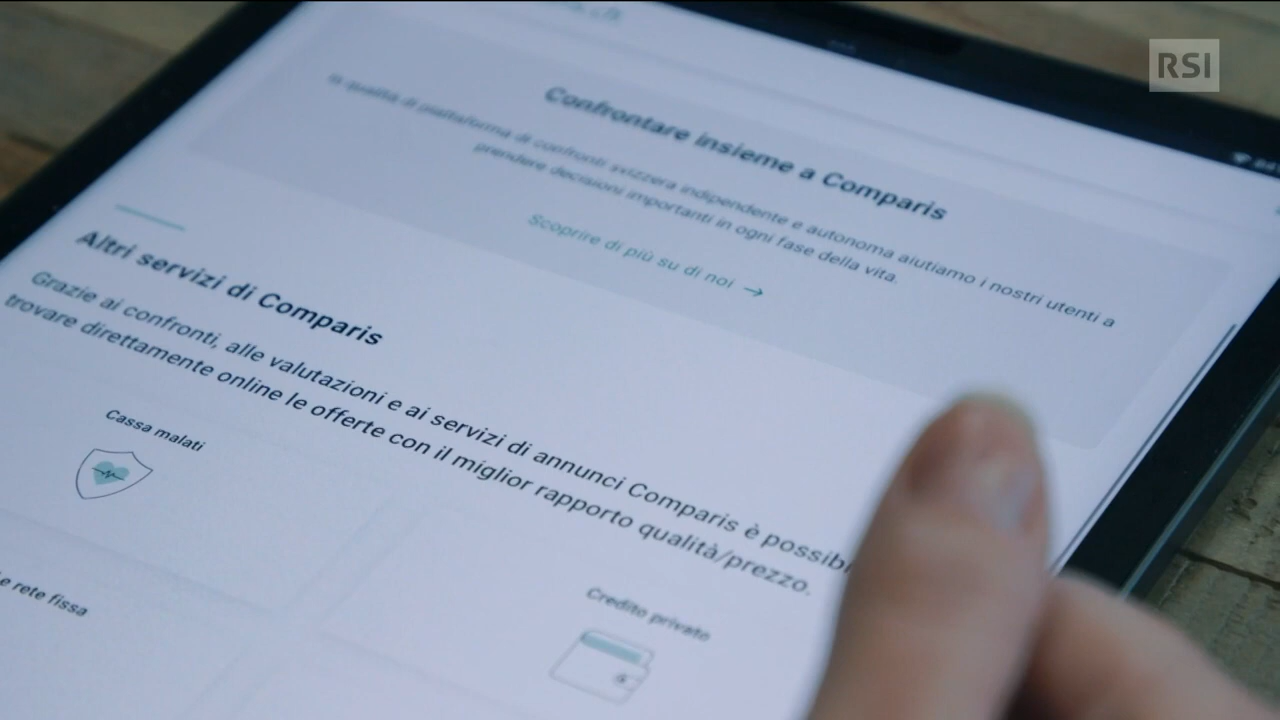 RSI
Confrontare insieme a Comparis
In qualità di piattaforma di confronti svizzera indipendente e autonoma aiutiamo i nostri utenti a
prendere decisioni importanti in ogni fase della vita.
Scoprire di più su di noi →
Altri servizi di Comparis
Grazie ai confronti, alle valutazioni e ai servizi di annunci Comparis è possibi
trovare direttamente online le offerte con il miglior rapporto qualità/prezzo.
Cassa malati
e rete fissa
Credito privato